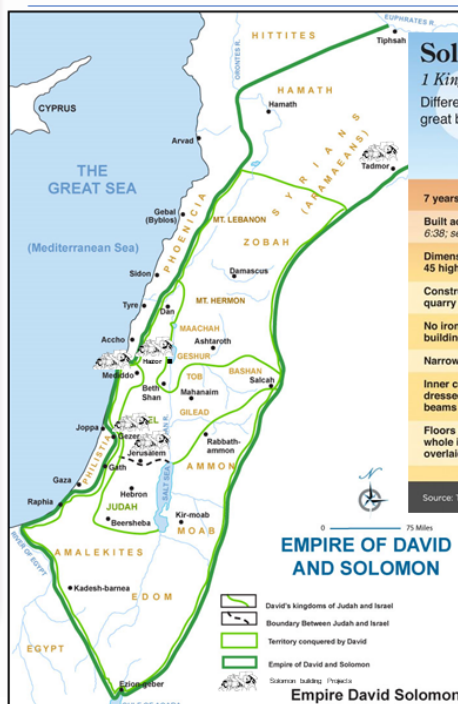 EUPHRATES R.
Tiphsah
HITTITES
ORONTES R.
HAMATH
Hamath
CYPRUS
Arvad
SYRIANS
(ARAMAEANS)
Tadmor
THE
GREAT SEA
Gebal
(Byblos)
PHOENICIA
MT. LEBANON
ZOBAH
(Mediterranean Sea)
Damascus
Sidon
MT. HERMON
Tyre
Dan
MAACHAH
Accho
Ashtaroth
Hazor
GESHUR
Megiddo
TOB
BASHAN
Beth
Shan
Salcah
Mahanaim
GILEAD
Joppa
EL
AN R.
Gezer
Rabbath-
ammon
Jerusalem
PHILISTIA
Gath
AMMON
Gaza
Hebron
SALT SEA
Raphia
JUDAH
Kir-moab
Beersheba
MOAB
RIVER OF EGYPT
AMALEKITES
Kadesh-barnea
EDOM
EGYPT
Ezion-geber
Sol
1 Kin
Differe
great b
7 years
Built ac
6:38; se
Dimens
45 high
Constru
quarry
No iron
building
Narrow
Inner c
dressed
beams
Floors
whole i
overlaid
Source: T
N
0 75 Miles
EMPIRE OF DAVID
AND SOLOMON
David's kingdoms of Judah and Israel
Boundary Between Judah and Israel
Territory conquered by David
Empire of David and Solomon
Solomon building Projects
Empire David Solomon